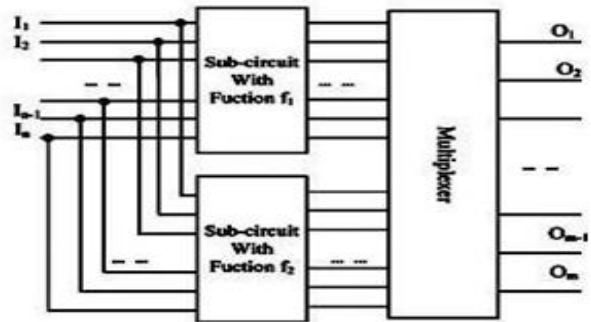 I1
I2
In-1
In
Sub-circuit
With
Fuction f1
Sub-circuit
With
Fuction f2
Multiplexer
O1
O2
Om-1
Om